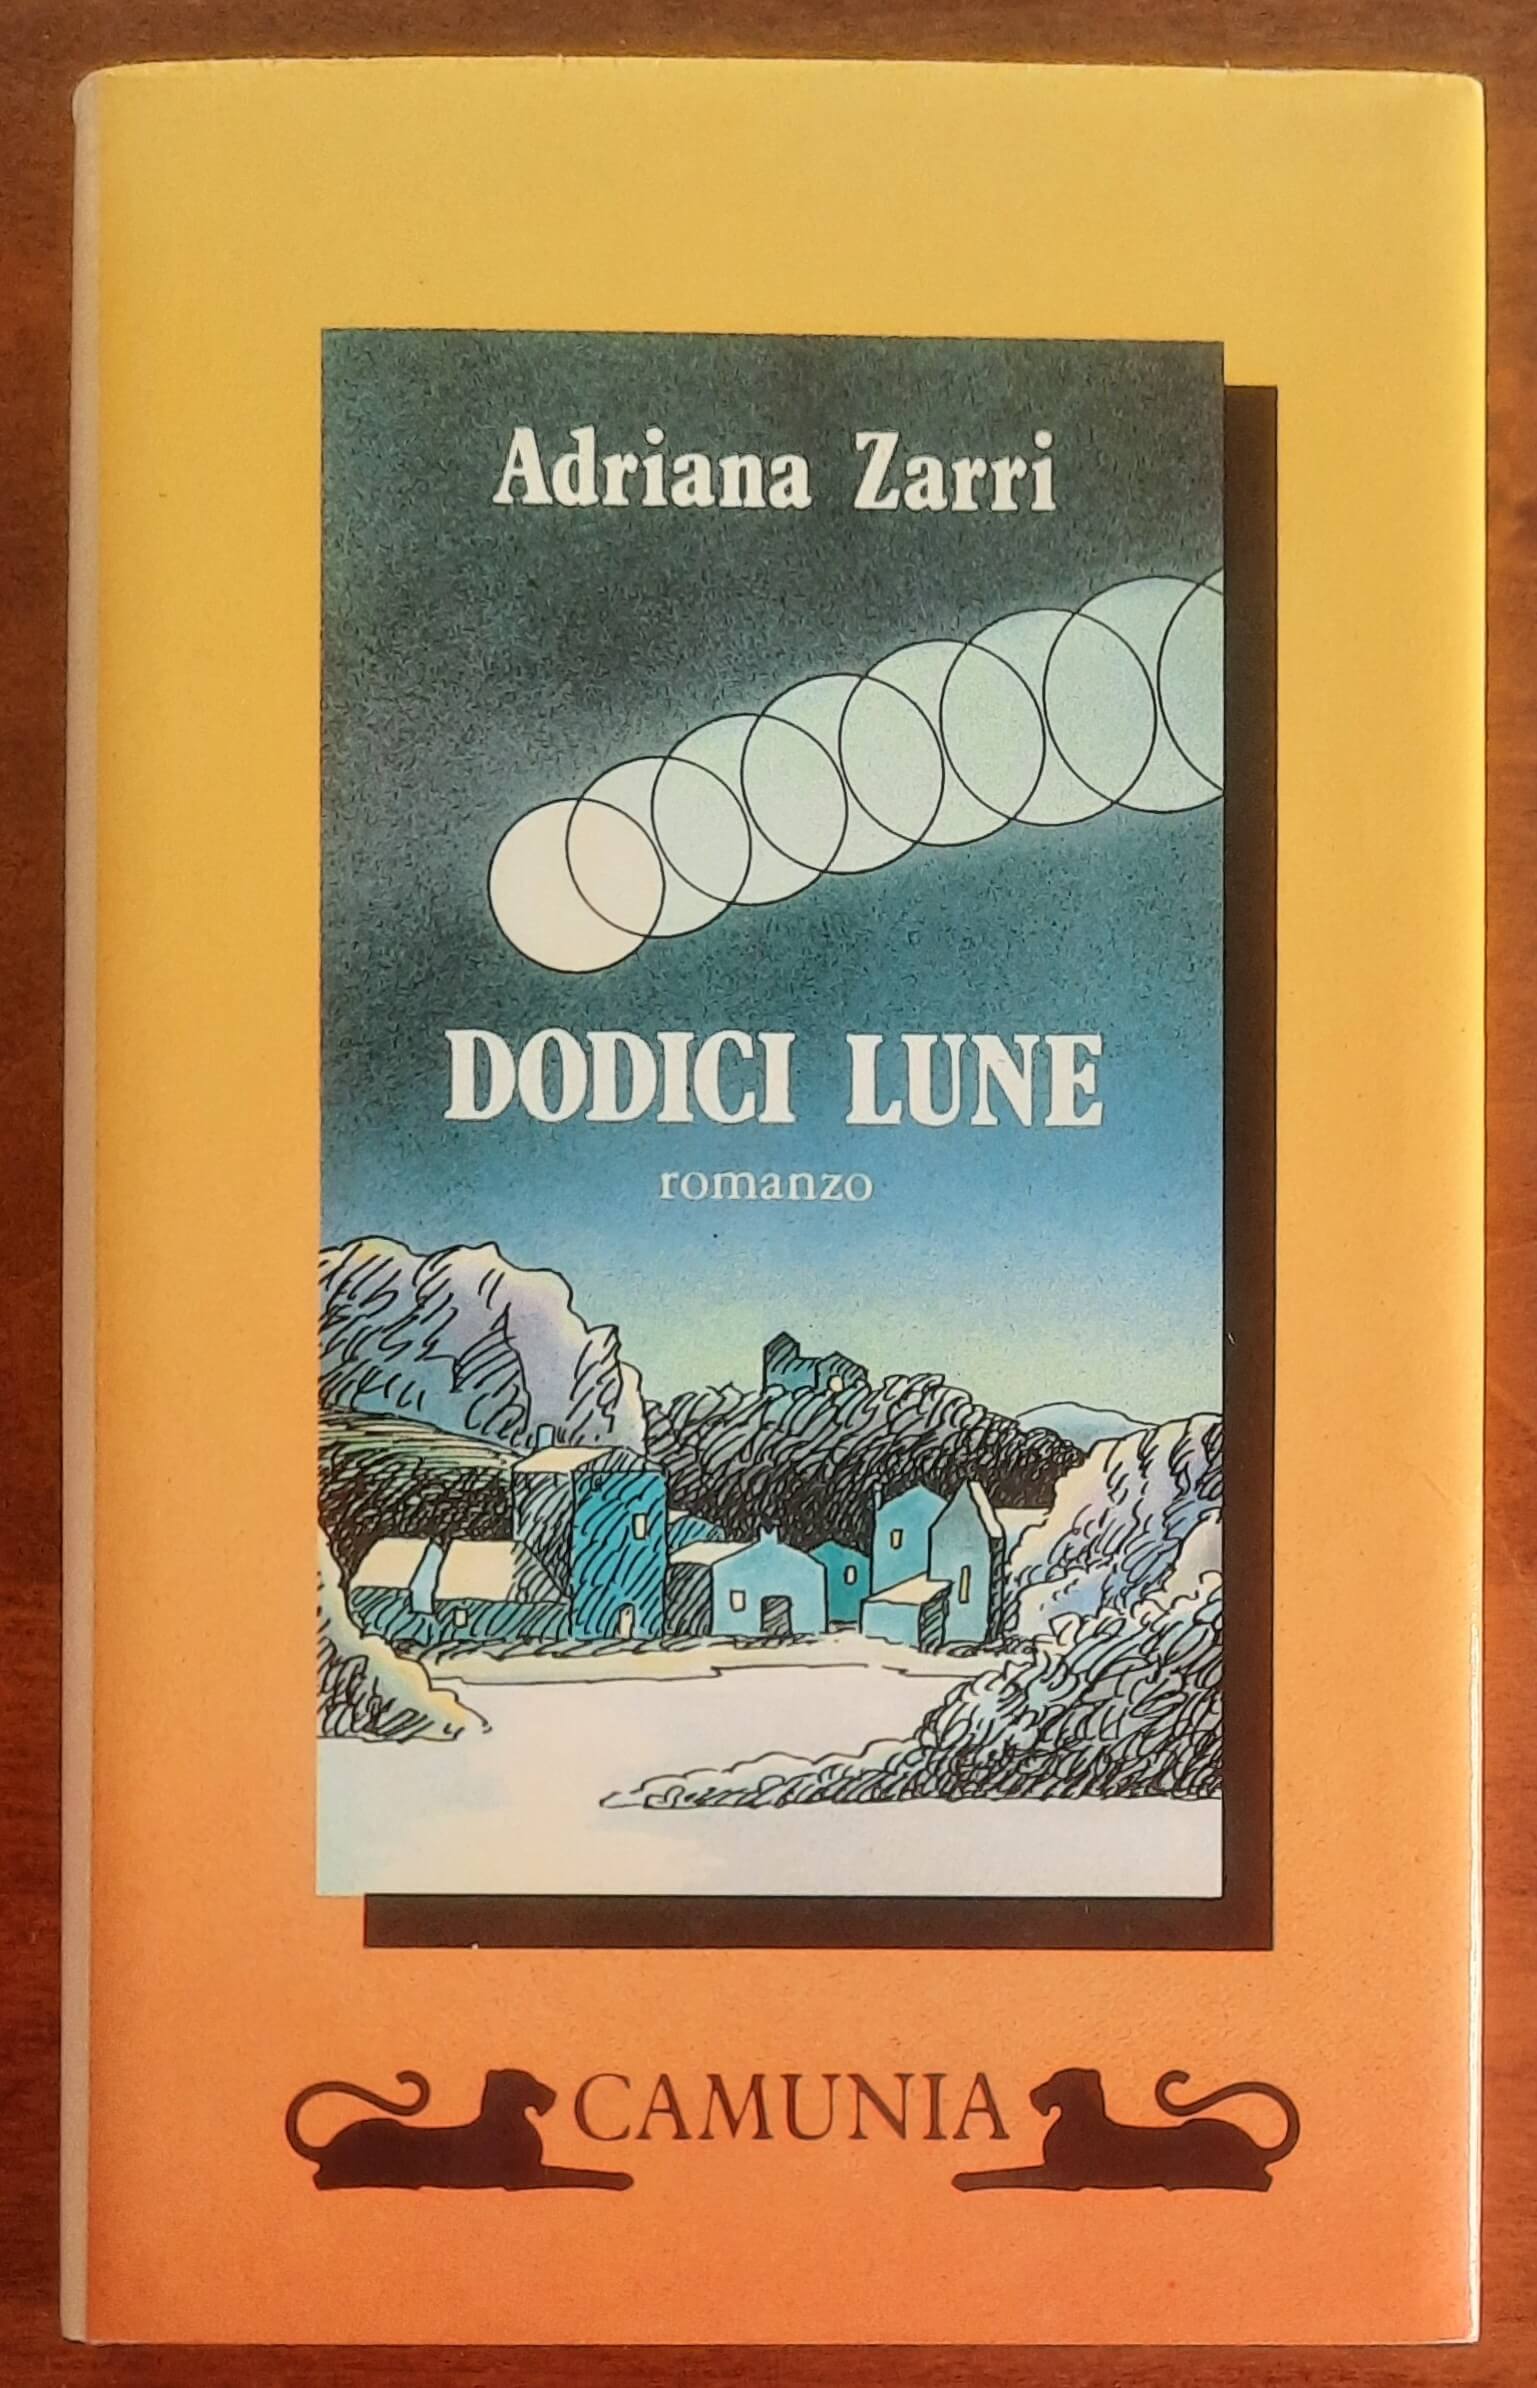 Adriana Zarri
DODICI LUNE
romanzo
CAMUNIA